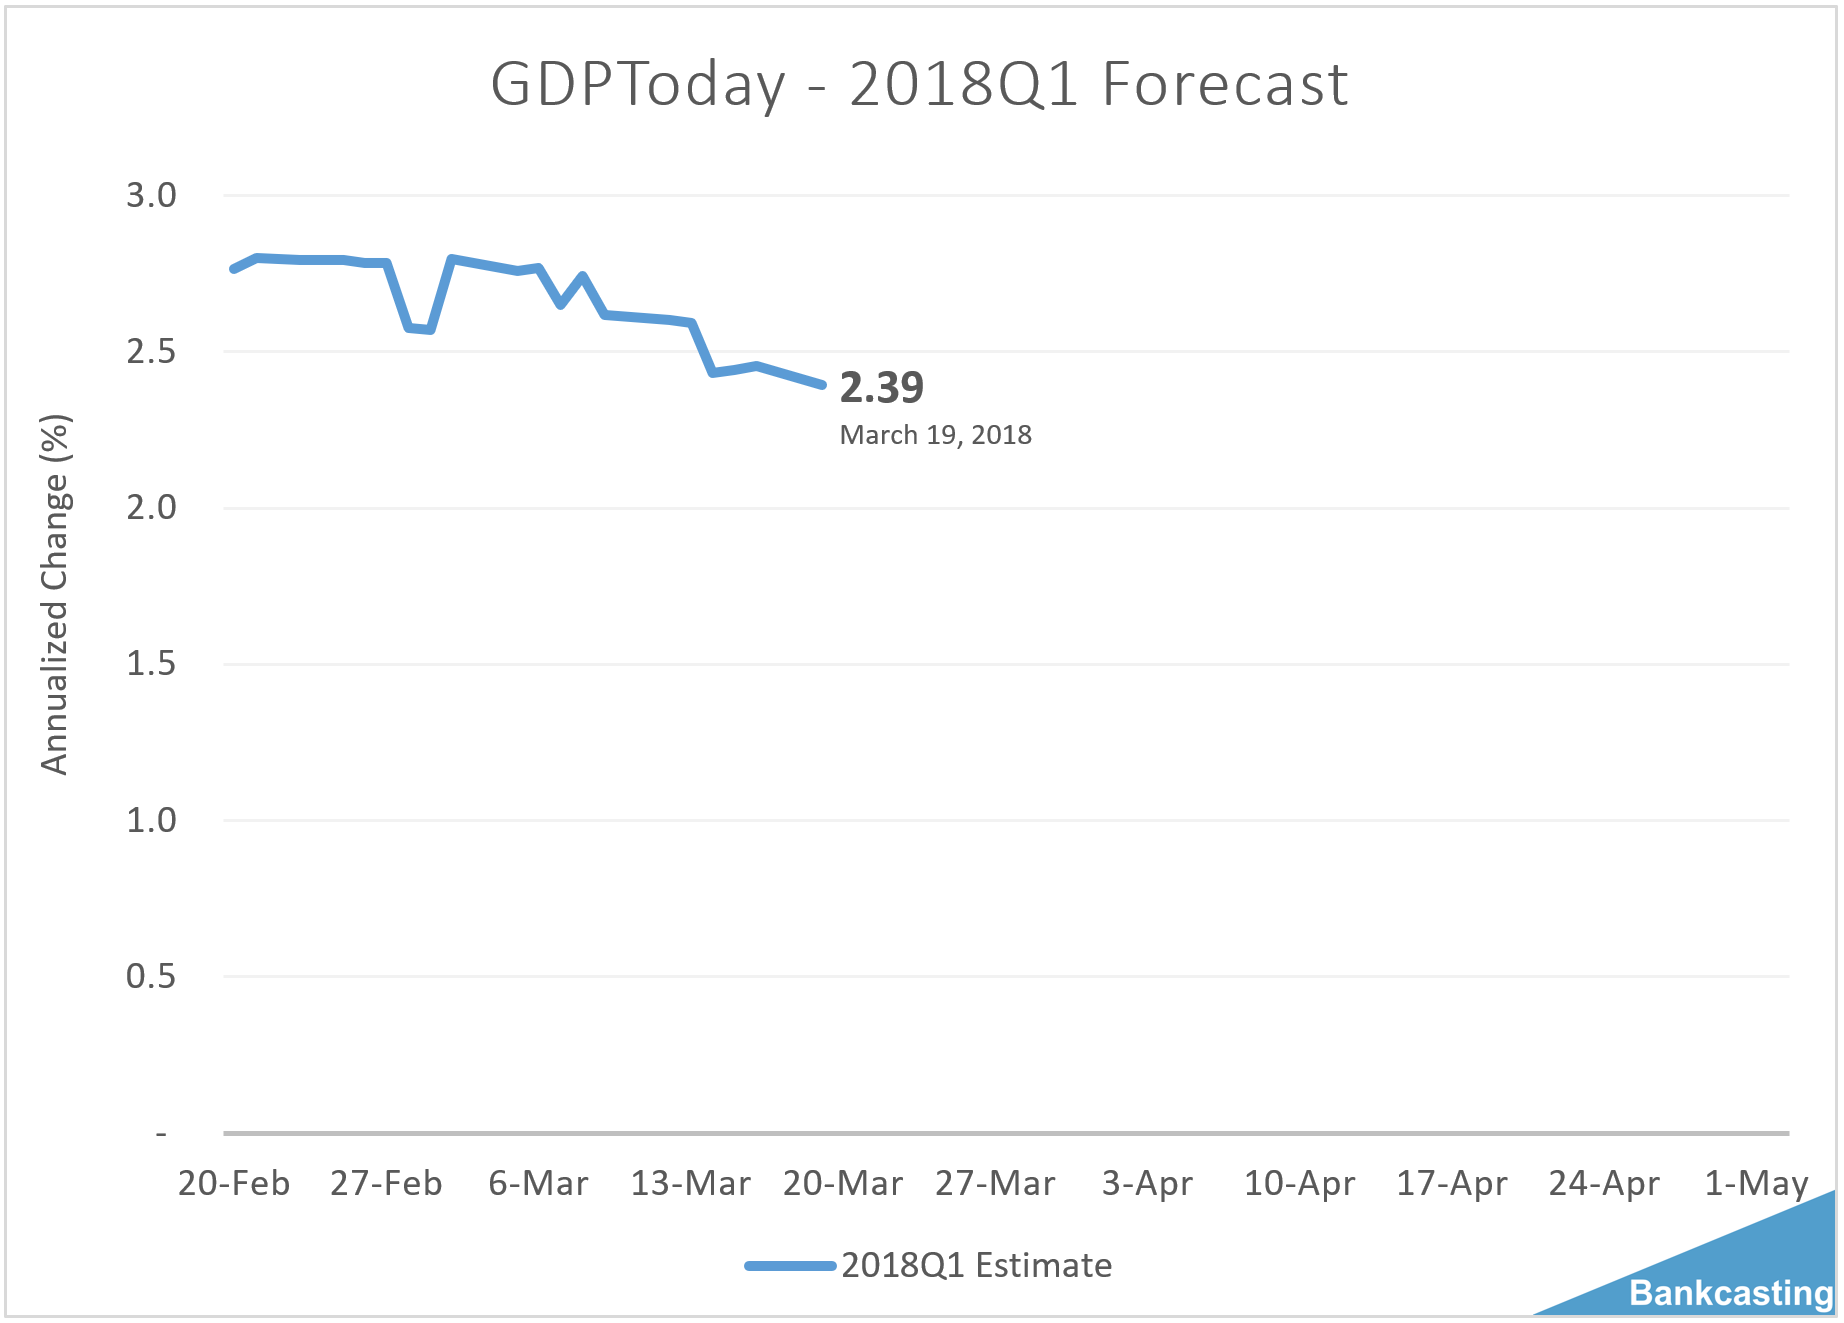 GDPToday - 2018Q1 Forecast
Annualized Change (%)
3.0
2.5
2.0
1.5
1.0
0.5
-
2.39
March 19, 2018
20-Feb 27-Feb 6-Mar 13-Mar 20-Mar 27-Mar 3-Apr 10-Apr 17-Apr 24-Apr 1-May
2018Q1 Estimate
Bankcasting